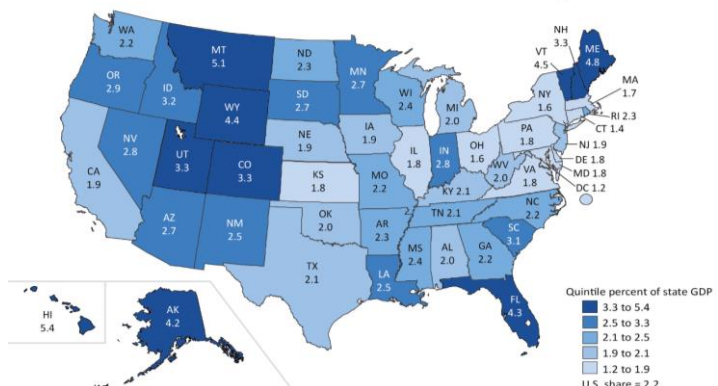 WA
2.2
MT
5.1
ND
2.3
MN
2.7
OR
2.9
ID
3.2
SD
2.7
WI
2.4
MI
2.0
WY
4.4
NV
2.8
UT
3.3
CO
3.3
NE
1.9
IA
1.9
IL
1.8
IN
2.8
OH
1.6
PA
1.8
NY
1.6
VT
4.5
NH
3.3
ME
4.8
MA
1.7
RI 2.3
CT 1.4
NJ 1.9
DE 1.8
MD 1.8
DC 1.2
CA
1.9
KS
1.8
MO
2.2
KY 2.1
WV
2.0
VA
1.8
AZ
2.7
NM
2.5
OK
2.0
AR
2.3
TN 2.1
NC
2.2
SC
3.1
TX
2.1
LA
2.5
MS
2.4
AL
2.0
GA
2.2
FL
4.3
HI
5.4
AK
4.2
Quintile percent of state GDP
3.3 to 5.4
2.5 to 3.3
2.1 to 2.5
1.9 to 2.1
1.2 to 1.9
U.S. share = 2.2